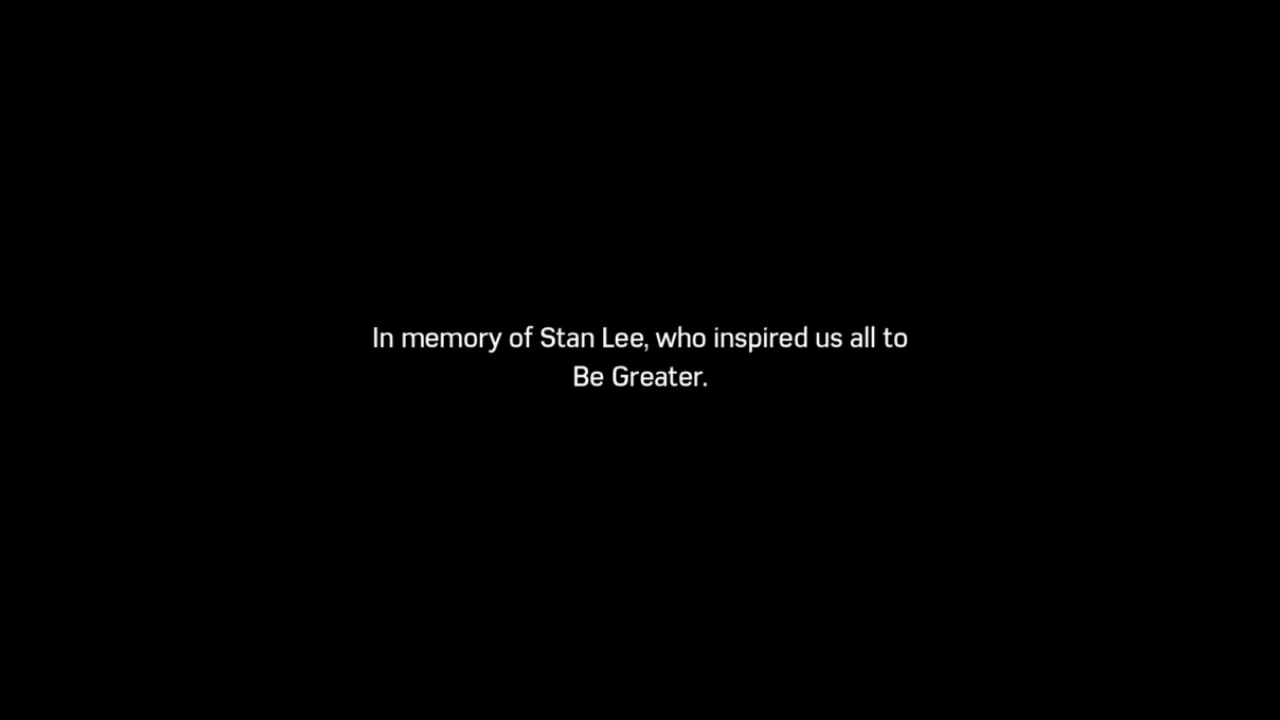 In memory of Stan Lee, who inspired us all to
Be Greater.